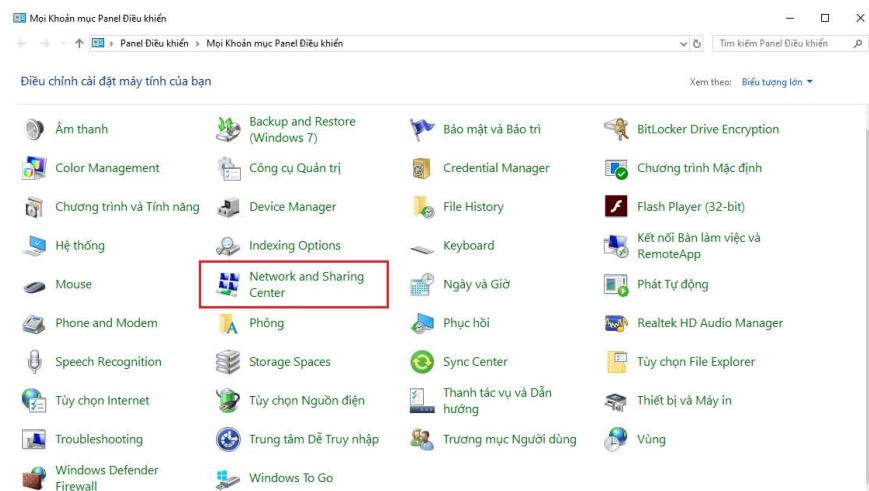 Mọi Khoản mục Panel Điều khiển
Panel Điều khiển > Mọi Khoản mục Panel Điều khiển
Tìm kiếm Panel Điều khiển
Điều chỉnh cài đặt máy tính của bạn
Xem theo: Biểu tượng lớn
Âm thanh
Backup and Restore
(Windows 7)
Bảo mật và Bảo trì
BitLocker Drive Encryption
Color Management
Công cụ Quản trị
Credential Manager
Chương trình Mặc định
Chương trình và Tính năng
Device Manager
File History
Flash Player (32-bit)
Hệ thống
Indexing Options
Keyboard
Kết nối Bàn làm việc và
RemoteApp
Mouse
Network and Sharing
Center
Ngày và Giờ
Phát Tự động
Phone and Modem
Phông
Phục hồi
Realtek HD Audio Manager
Speech Recognition
Storage Spaces
Sync Center
Tùy chọn File Explorer
Tùy chọn Internet
Tùy chọn Nguồn điện
Thanh tác vụ và Dẫn
hướng
Thiết bị và Máy in
Troubleshooting
Trung tâm Dễ Truy nhập
Trương mục Người dùng
Vùng
Windows Defender
Firewall
Windows To Go